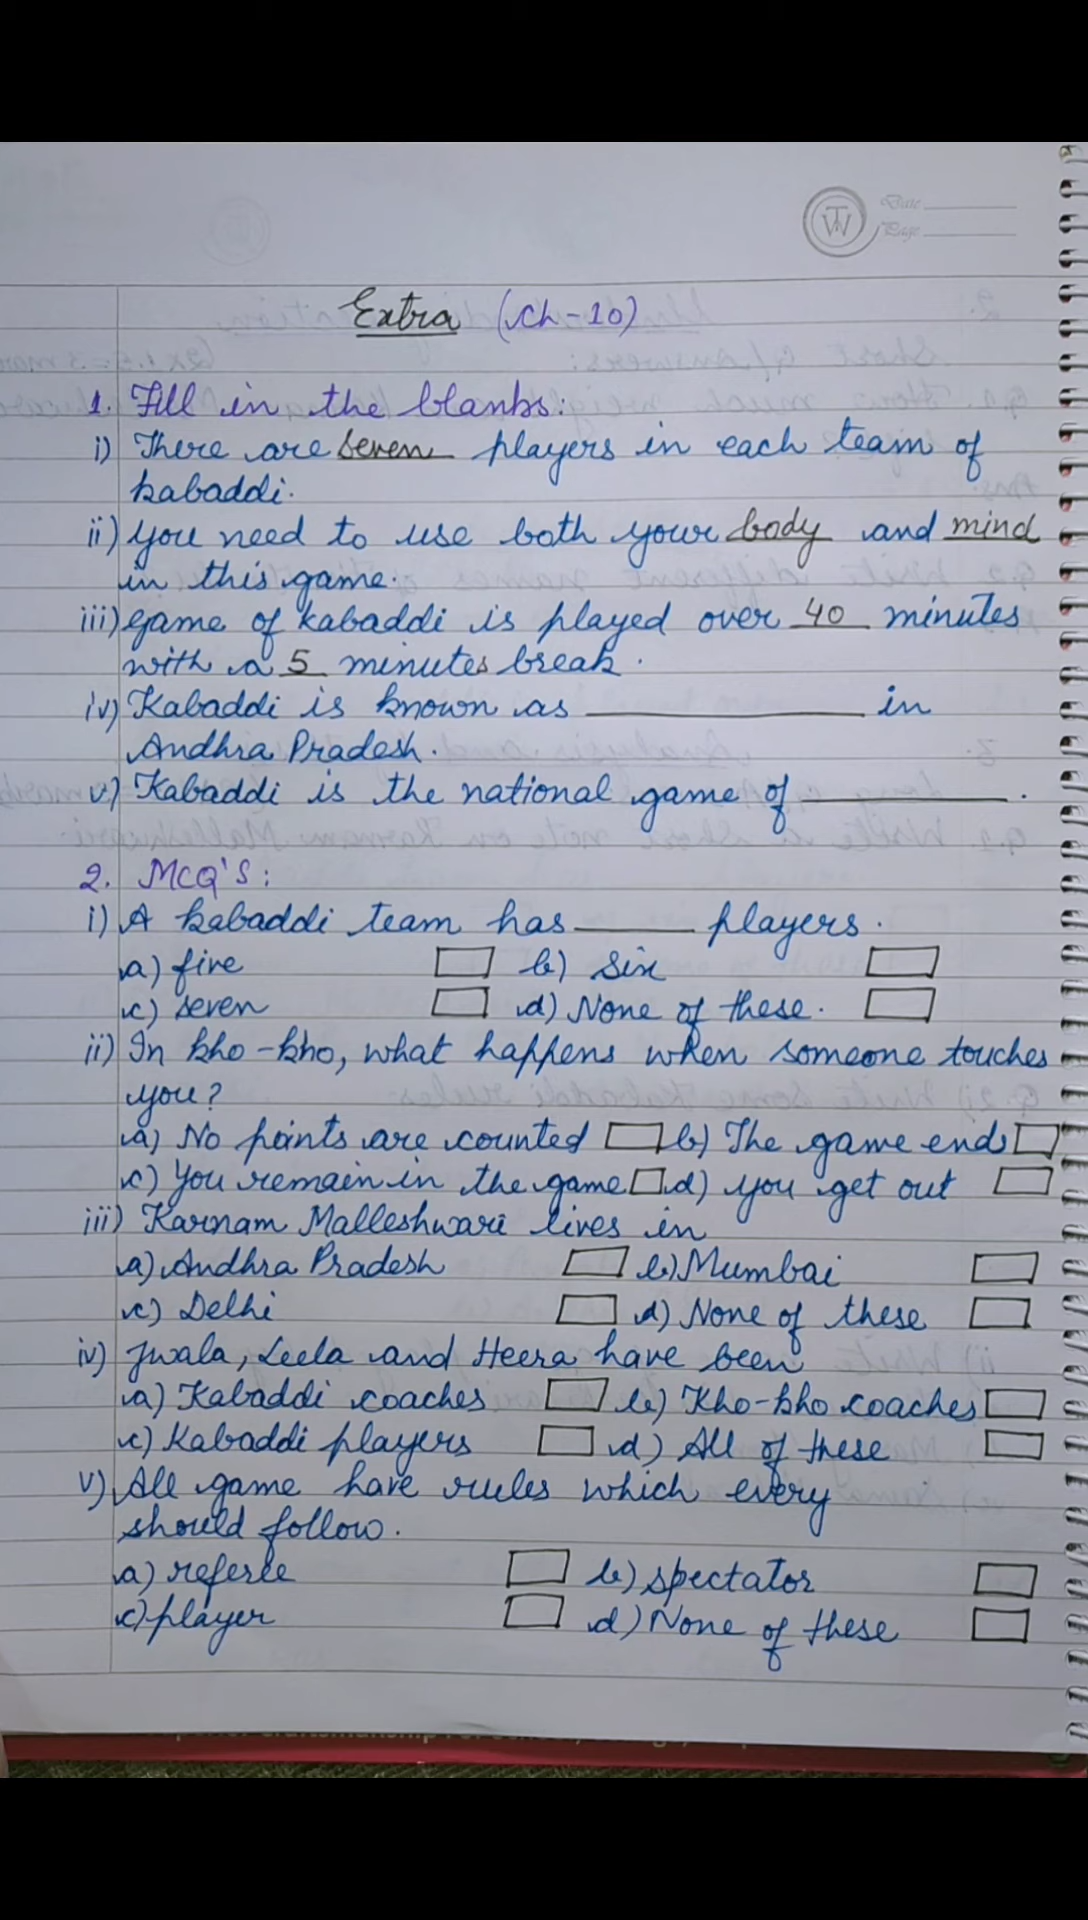 Date
Page
Extra (Ch-10)
1. Fill in the blanks:
i) There are seven players in each team of
kabaddi.
ii) you need to use both your body and mind
in this game.
iii) game of kabaddi is played over 40 minutes
with a 5 minutes break.
iv) Kabaddi is known as ________ in
Andhra Pradesh.
v) Kabaddi is the national game of ________.
2. MCQ'S:
i) A kabaddi team has ____ players.
a) five b) six
c) seven d) None of these.
ii) In kho-kho, what happens when someone touches
you?
a) No points are counted b) The game ends
c) You remain in the game d) you get out
iii) Karnam Malleshwari lives in
a) Andhra Pradesh b) Mumbai
c) Delhi d) None of these
iv) Jwala, Leela and Heera have been
a) Kabaddi coaches b) Kho-kho coaches
c) Kabaddi players d) All of these
v) All game have rules which every
should follow.
a) referee b) spectator
c) player d) None of these